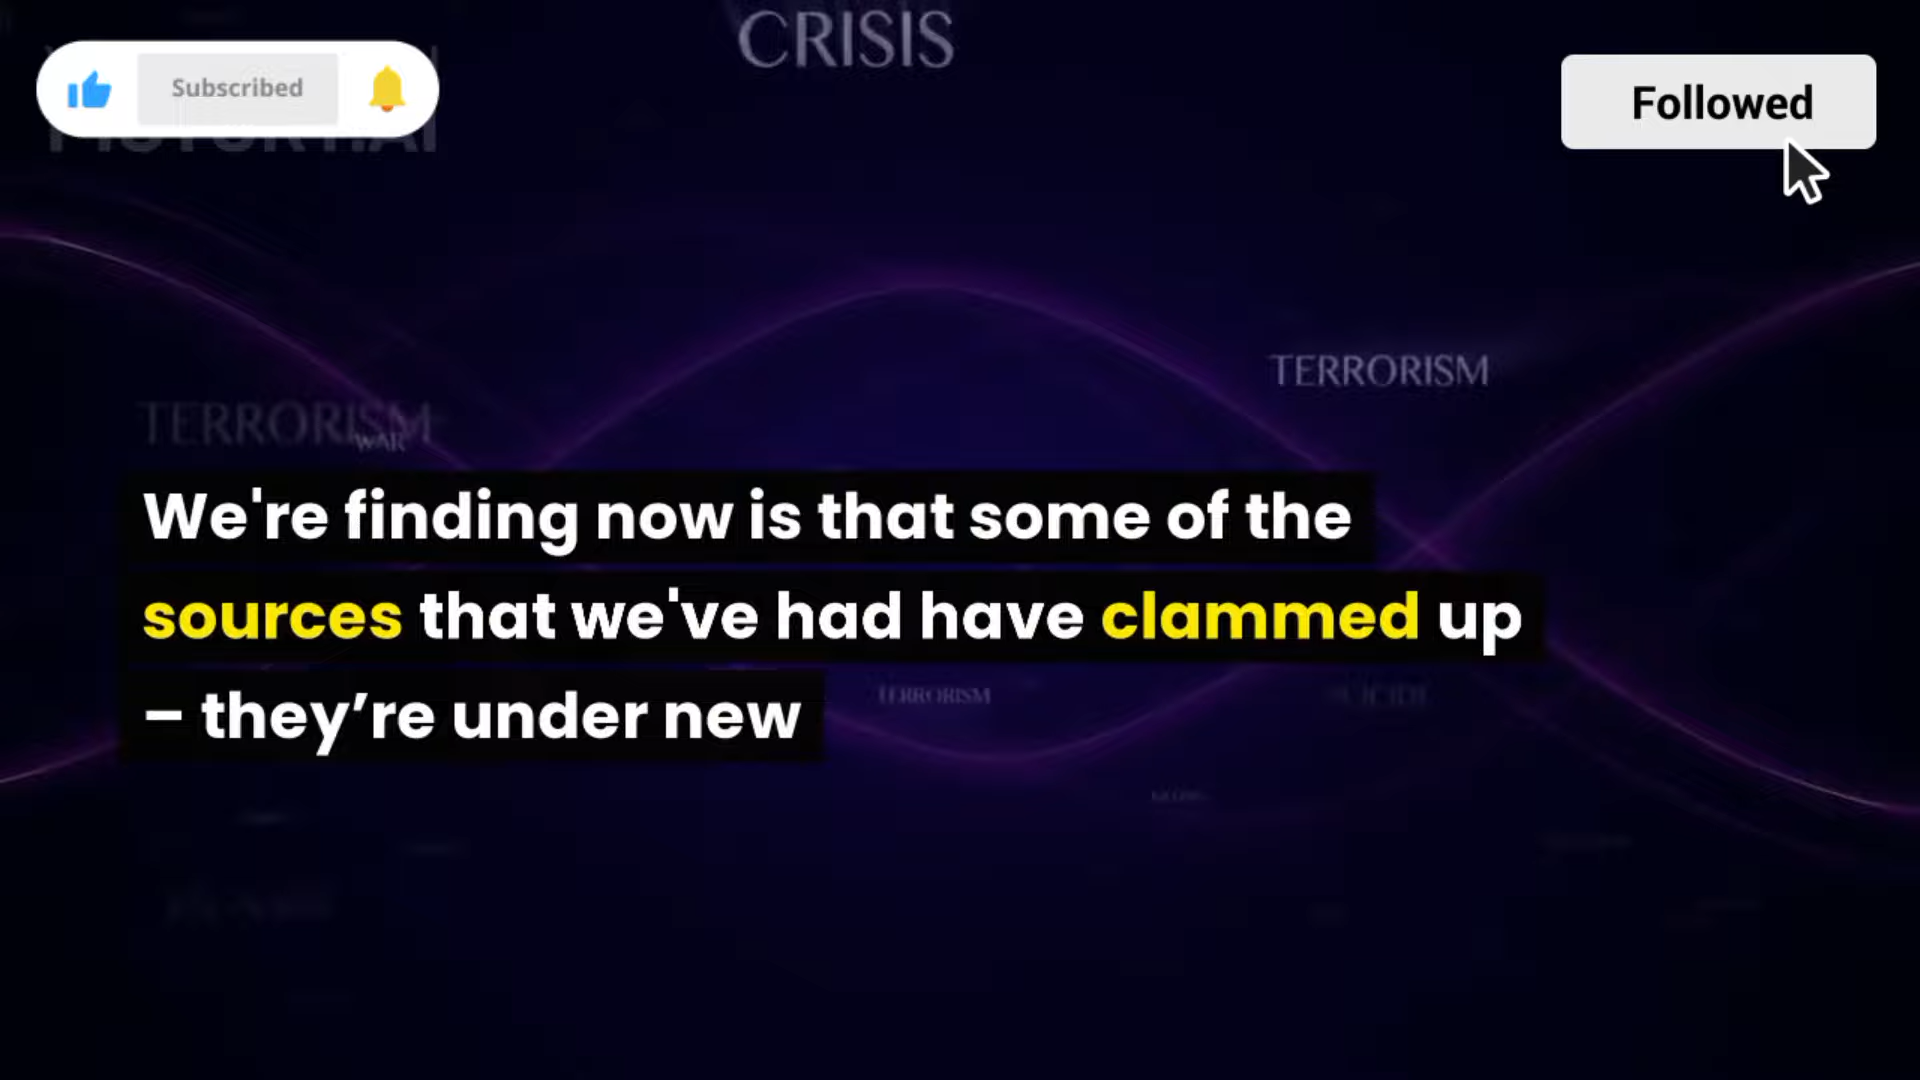 CRISIS
Subscribed
Followed
TERRORISM
TERRORISM
WAR
We're finding now is that some of the
sources that we've had have clammed up
– they’re under new
TERRORISM